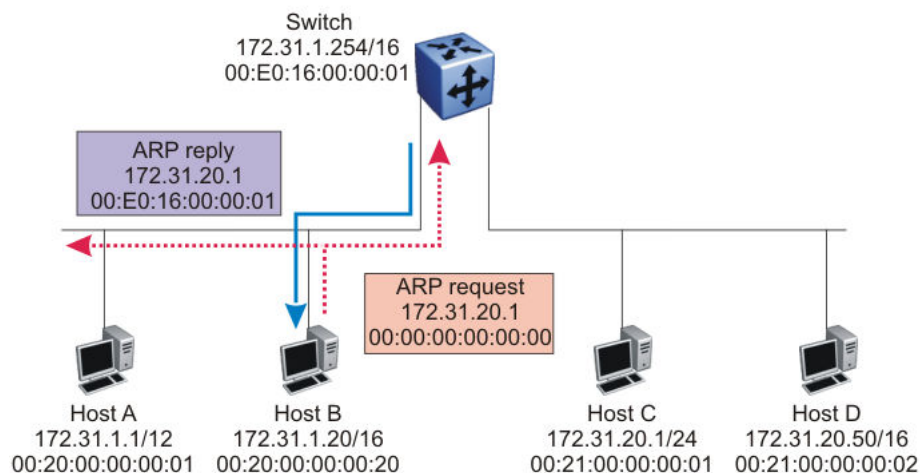 Switch
172.31.1.254/16
00:E0:16:00:00:01
ARP reply
172.31.20.1
00:E0:16:00:00:01
ARP request
172.31.20.1
00:00:00:00:00:00
Host A
172.31.1.1/12
00:20:00:00:00:01
Host B
172.31.1.20/16
00:20:00:00:00:20
Host C
172.31.20.1/24
00:21:00:00:00:01
Host D
172.31.20.50/16
00:21:00:00:00:02